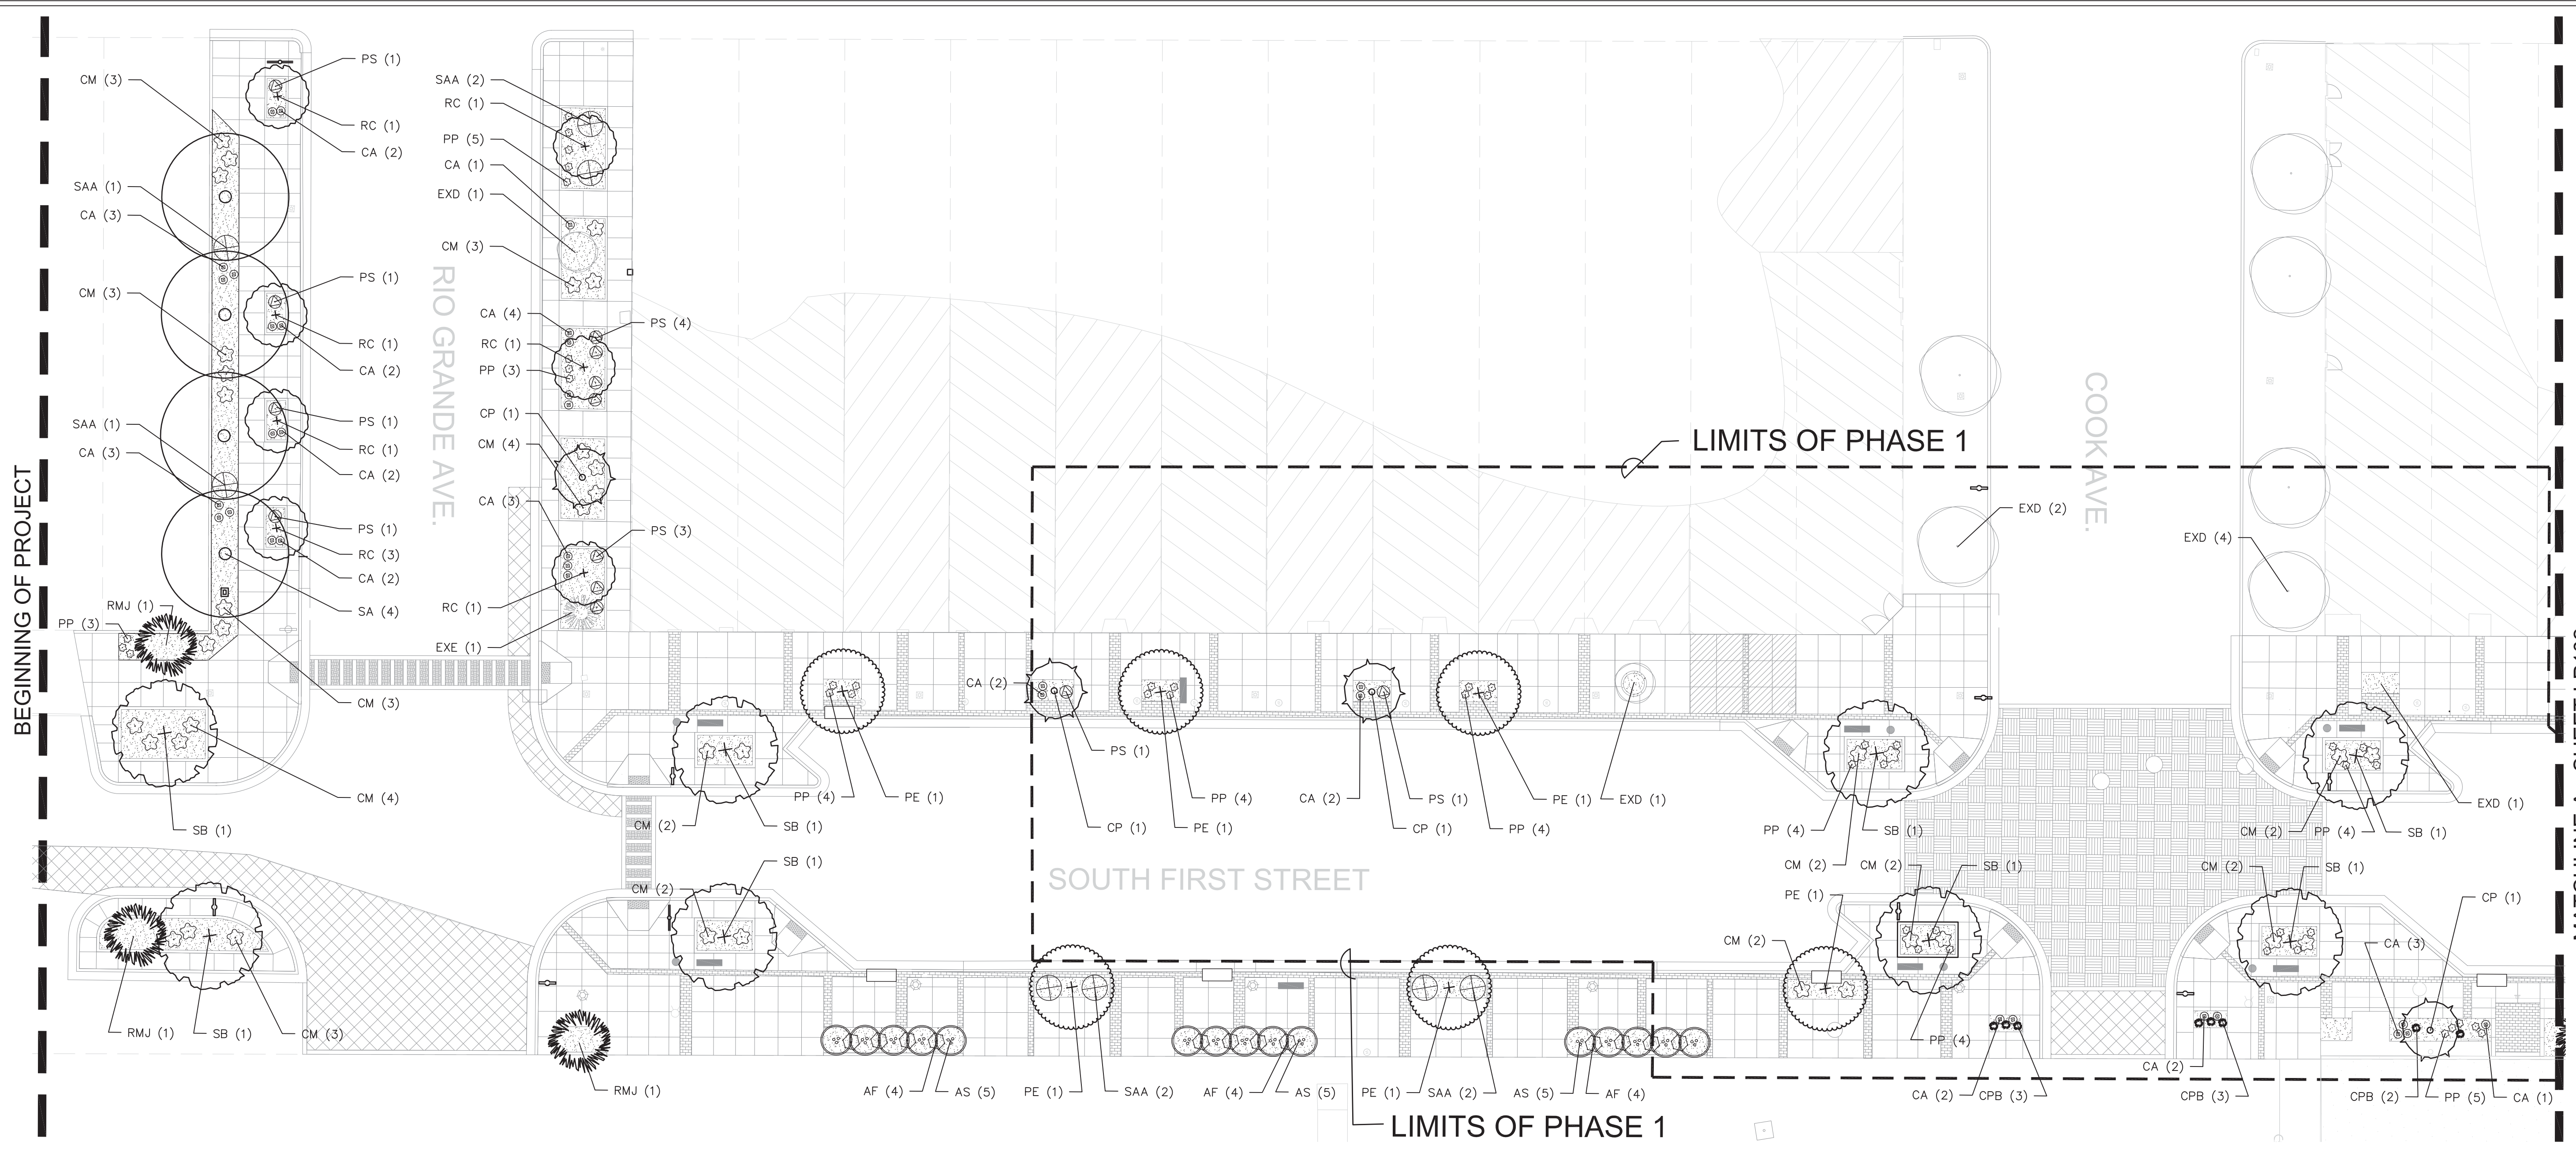 BEGINNING OF PROJECT
PS (1)
CM (3)
RC (1)
CA (2)
SAA (1)
CA (3)
PS (1)
CM (3)
RC (1)
CA (2)
PS (1)
SAA (1)
RC (1)
CA (3)
CA (2)
PS (1)
RC (3)
CA (2)
RMJ (1)
SA (4)
PP (3)
CM (3)
CM (4)
SB (1)
RMJ (1)
SB (1)
CM (3)
RIO GRANDE AVE.
SAA (2)
RC (1)
PP (5)
CA (1)
EXD (1)
CM (3)
CA (4)
PS (4)
RC (1)
PP (3)
CP (1)
CM (4)
CA (3)
PS (3)
RC (1)
EXE (1)
CM (2)
SB (1)
PP (4)
PE (1)
CA (2)
PS (1)
CP (1)
PP (4)
PE (1)
CA (2)
PS (1)
CP (1)
PE (1)
PP (4)
EXD (1)
LIMITS OF PHASE 1
COOK AVE.
EXD (2)
EXD (4)
PP (4)
SB (1)
CM (2)
CM (2)
PP (4)
SB (1)
EXD (1)
SOUTH FIRST STREET
SB (1)
CM (2)
RMJ (1)
AF (4)
AS (5)
PE (1)
SAA (2)
AF (4)
AS (5)
PE (1)
SAA (2)
AS (5)
AF (4)
CM (2)
PE (1)
CM (2)
SB (1)
PP (4)
CA (2)
CPB (3)
CM (2)
SB (1)
CP (1)
CA (3)
CA (2)
CPB (3)
CPB (2)
PP (5)
CA (1)
LIMITS OF PHASE 1